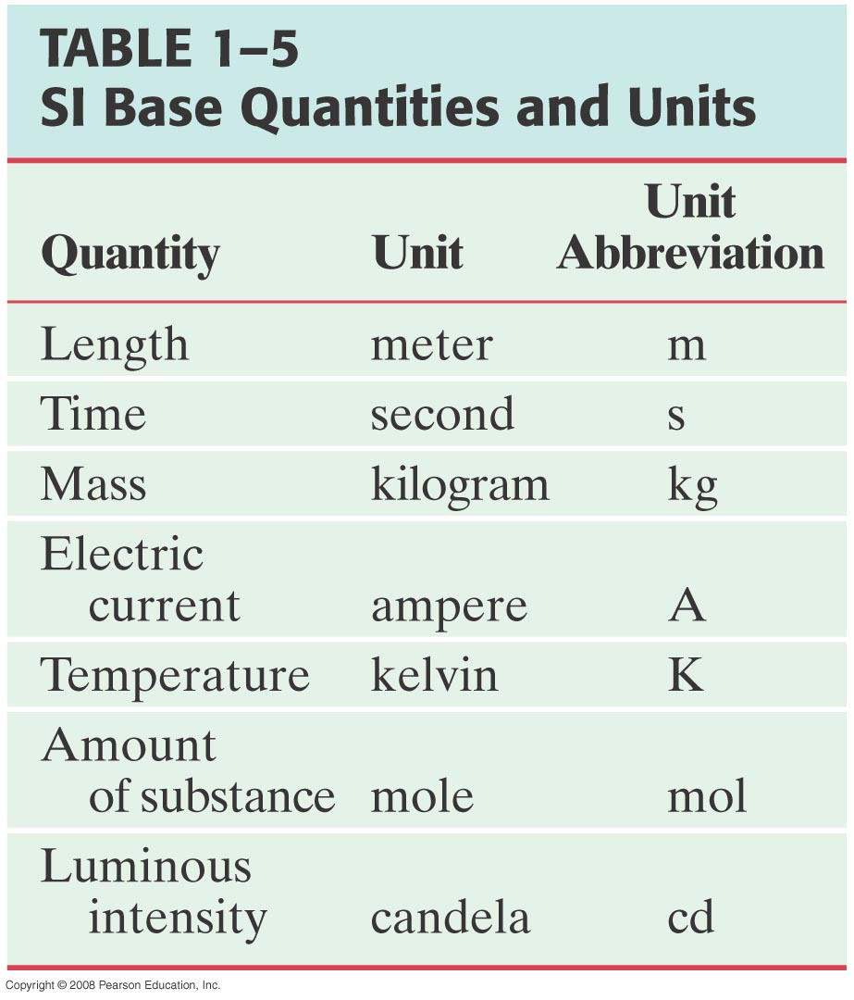 TABLE 1–5
SI Base Quantities and Units
Quantity Unit Unit Abbreviation
Length meter m
Time second s
Mass kilogram kg
Electric
current ampere A
Temperature kelvin K
Amount
of substance mole mol
Luminous
intensity candela cd
Copyright © 2008 Pearson Education, Inc.